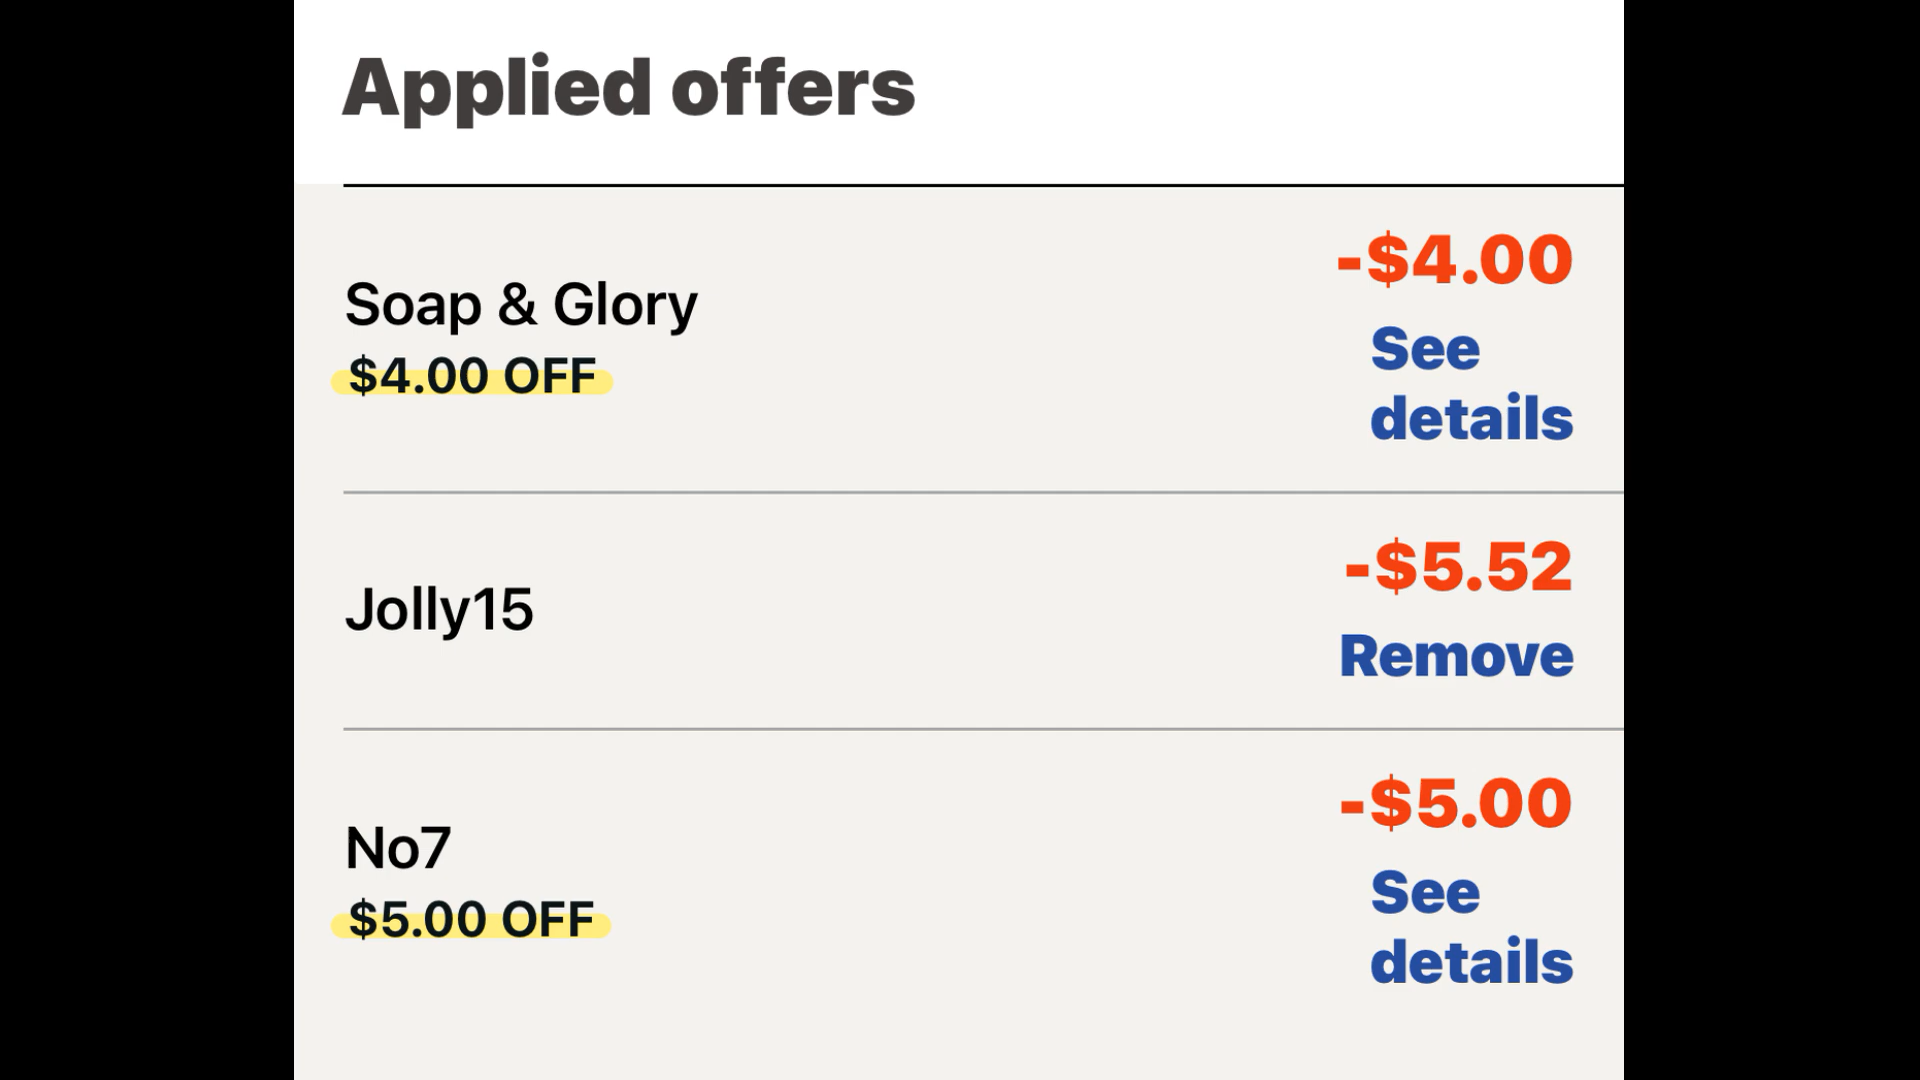 Applied offers
Soap & Glory
$4.00 OFF
-$4.00
See
details
Jolly15
-$5.52
Remove
No7
$5.00 OFF
-$5.00
See
details